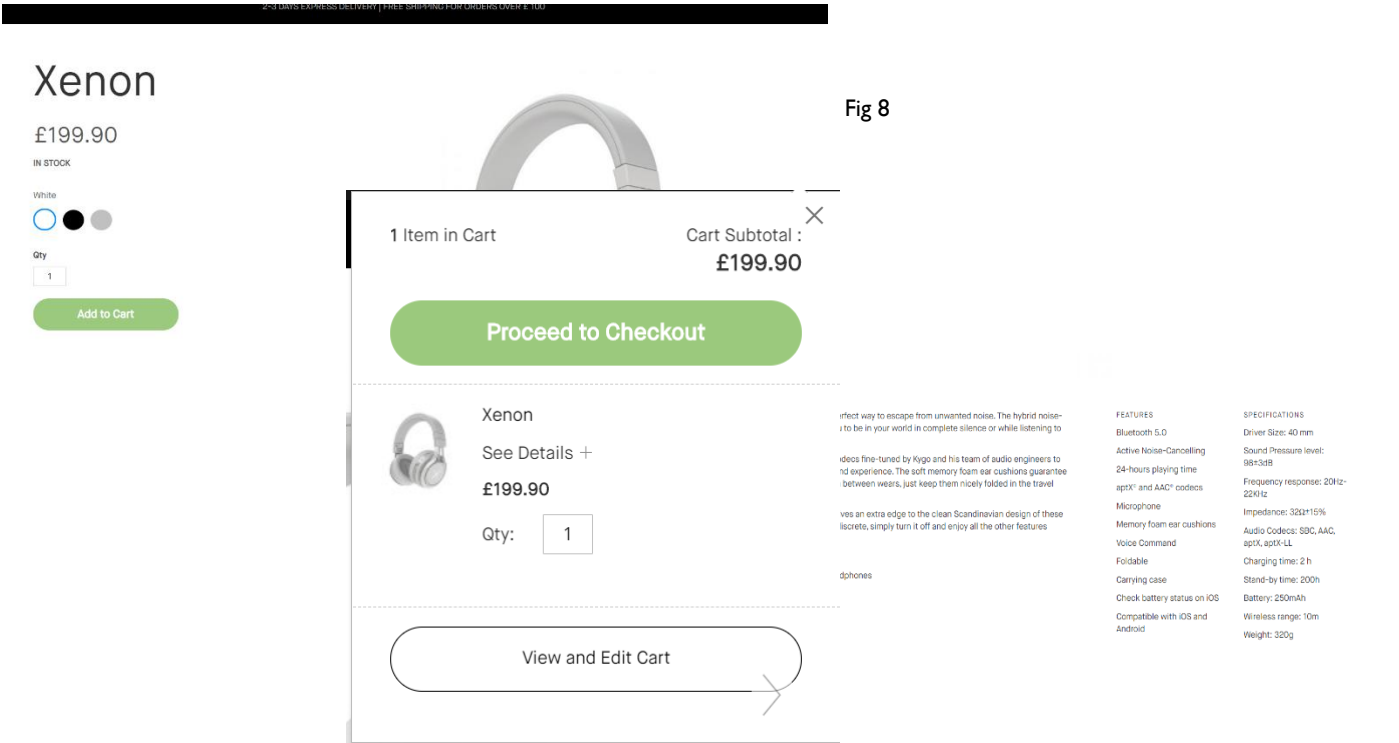 2-3 DAYS EXPRESS DELIVERY | FREE SHIPPING FOR ORDERS OVER £ 100
Xenon
£199.90
IN STOCK
White
Qty
1
Add to Cart
Fig 8
1 Item in Cart
Cart Subtotal :
£199.90
Proceed to Checkout
Xenon
See Details +
£199.90
Qty:
1
View and Edit Cart
rfect way to escape from unwanted noise. The hybrid noise-
u to be in your world in complete silence or while listening to
decs fine-tuned by Kygo and his team of audio engineers to
nd experience. The soft memory foam ear cushions guarantee
between wears, just keep them nicely folded in the travel
ves an extra edge to the clean Scandinavian design of these
iscrete, simply turn it off and enjoy all the other features
dphones
FEATURES
Bluetooth 5.0
Active Noise-Cancelling
24-hours playing time
aptX® and AAC® codecs
Microphone
Memory foam ear cushions
Voice Command
Foldable
Carrying case
Check battery status on iOS
Compatible with iOS and
Android
SPECIFICATIONS
Driver Size: 40 mm
Sound Pressure level:
98±3dB
Frequency response: 20Hz-
22KHz
Impedance: 32Ω±15%
Audio Codecs: SBC, AAC,
aptX, aptX-LL
Charging time: 2 h
Stand-by time: 200h
Battery: 250mAh
Wireless range: 10m
Weight: 320g